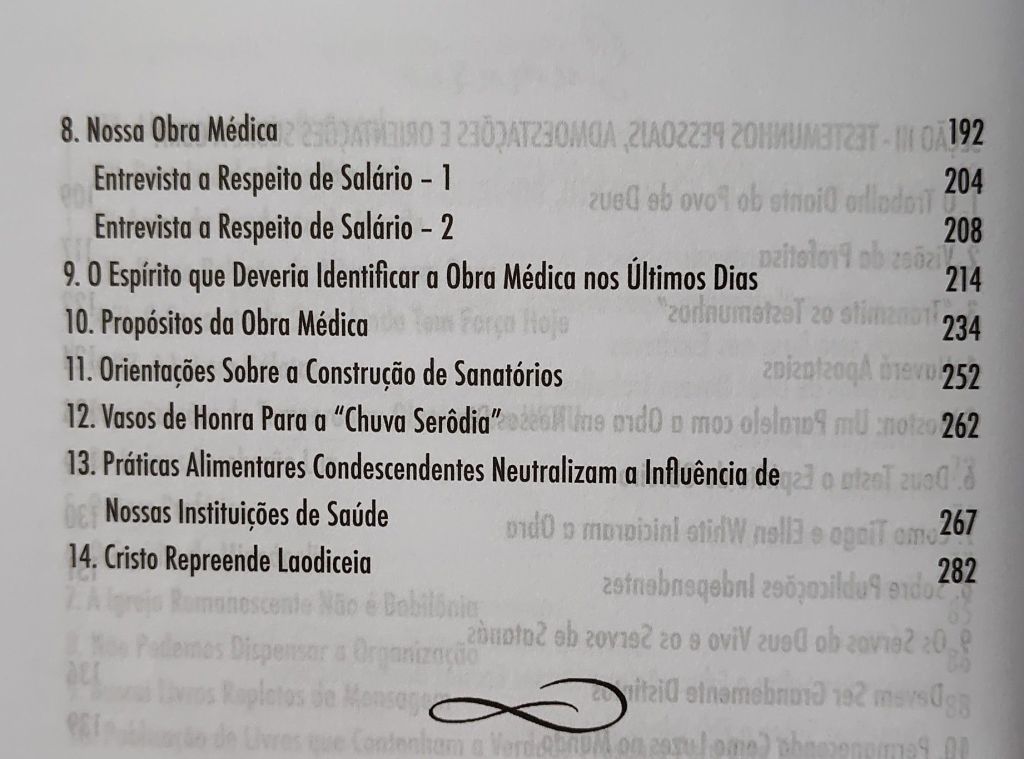 8. Nossa Obra Médica 192
Entrevista a Respeito de Salário – 1 204
Entrevista a Respeito de Salário – 2 208
9. O Espírito que Deveria Identificar a Obra Médica nos Últimos Dias 214
10. Propósitos da Obra Médica 234
11. Orientações Sobre a Construção de Sanatórios 252
12. Vasos de Honra Para a “Chuva Serôdia” 262
13. Práticas Alimentares Condescendentes Neutralizam a Influência de
Nossas Instituições de Saúde 267
14. Cristo Repreende Laodiceia 282